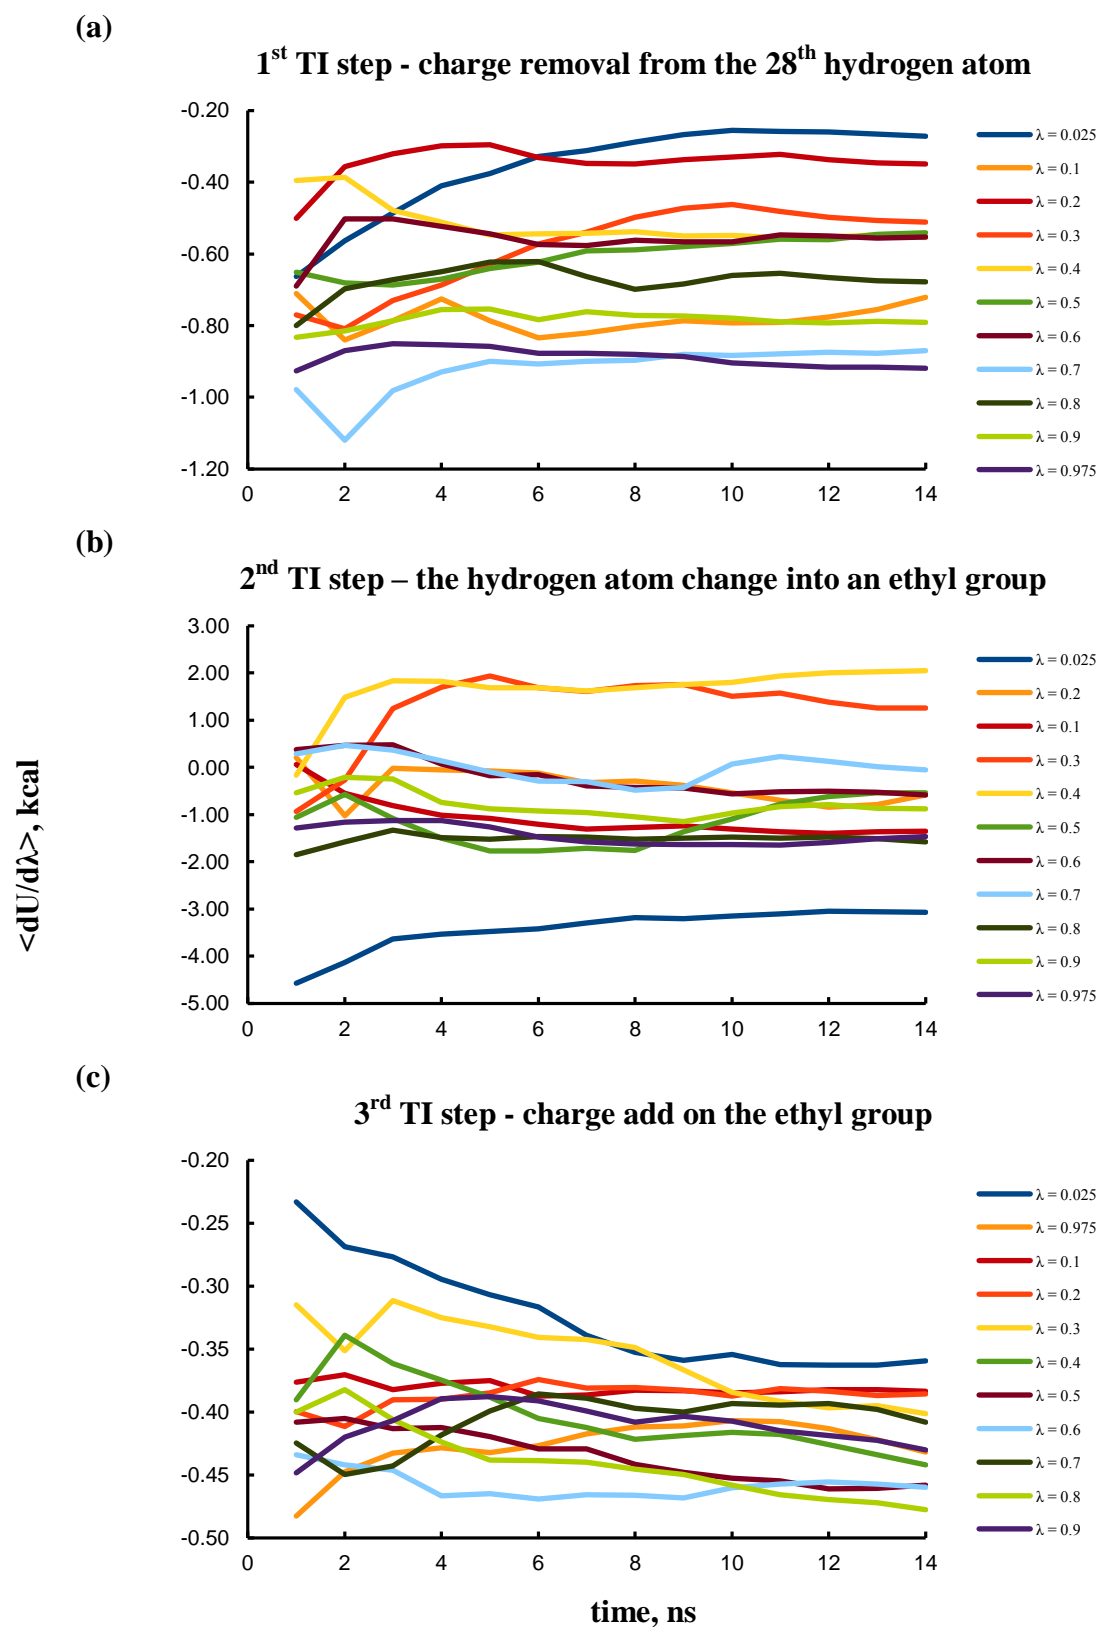 (a)
1st TI step - charge removal from the 28th hydrogen atom
-0.20
-0.40
-0.60
-0.80
-1.00
-1.20
0 2 4 6 8 10 12 14
λ = 0.025
λ = 0.1
λ = 0.2
λ = 0.3
λ = 0.4
λ = 0.5
λ = 0.6
λ = 0.7
λ = 0.8
λ = 0.9
λ = 0.975
(b)
2nd TI step – the hydrogen atom change into an ethyl group
3.00
2.00
1.00
0.00
-1.00
-2.00
-3.00
-4.00
-5.00
0 2 4 6 8 10 12 14
λ = 0.025
λ = 0.2
λ = 0.1
λ = 0.3
λ = 0.4
λ = 0.5
λ = 0.6
λ = 0.7
λ = 0.8
λ = 0.9
λ = 0.975
<dU/dλ>, kcal
(c)
3rd TI step - charge add on the ethyl group
-0.20
-0.25
-0.30
-0.35
-0.40
-0.45
-0.50
0 2 4 6 8 10 12 14
λ = 0.025
λ = 0.975
λ = 0.1
λ = 0.2
λ = 0.3
λ = 0.4
λ = 0.5
λ = 0.6
λ = 0.7
λ = 0.8
λ = 0.9
time, ns